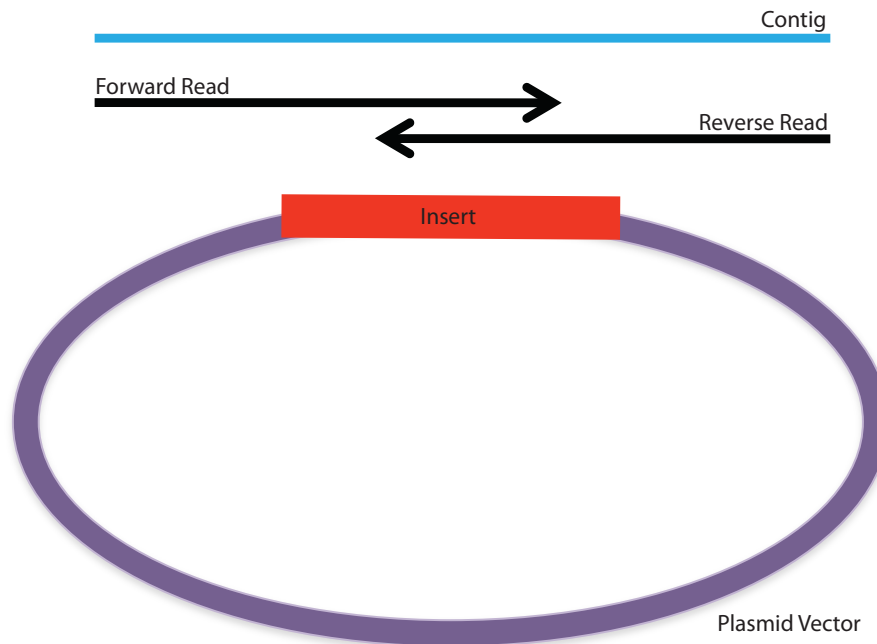 Contig
Forward Read
Reverse Read
Insert
Plasmid Vector